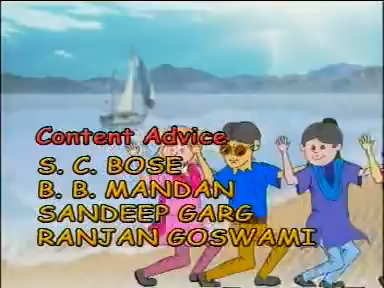 Content Advice
S. C. BOSE
B. B. MANDAN
SANDEEP GARG
RANJAN GOSWAMI